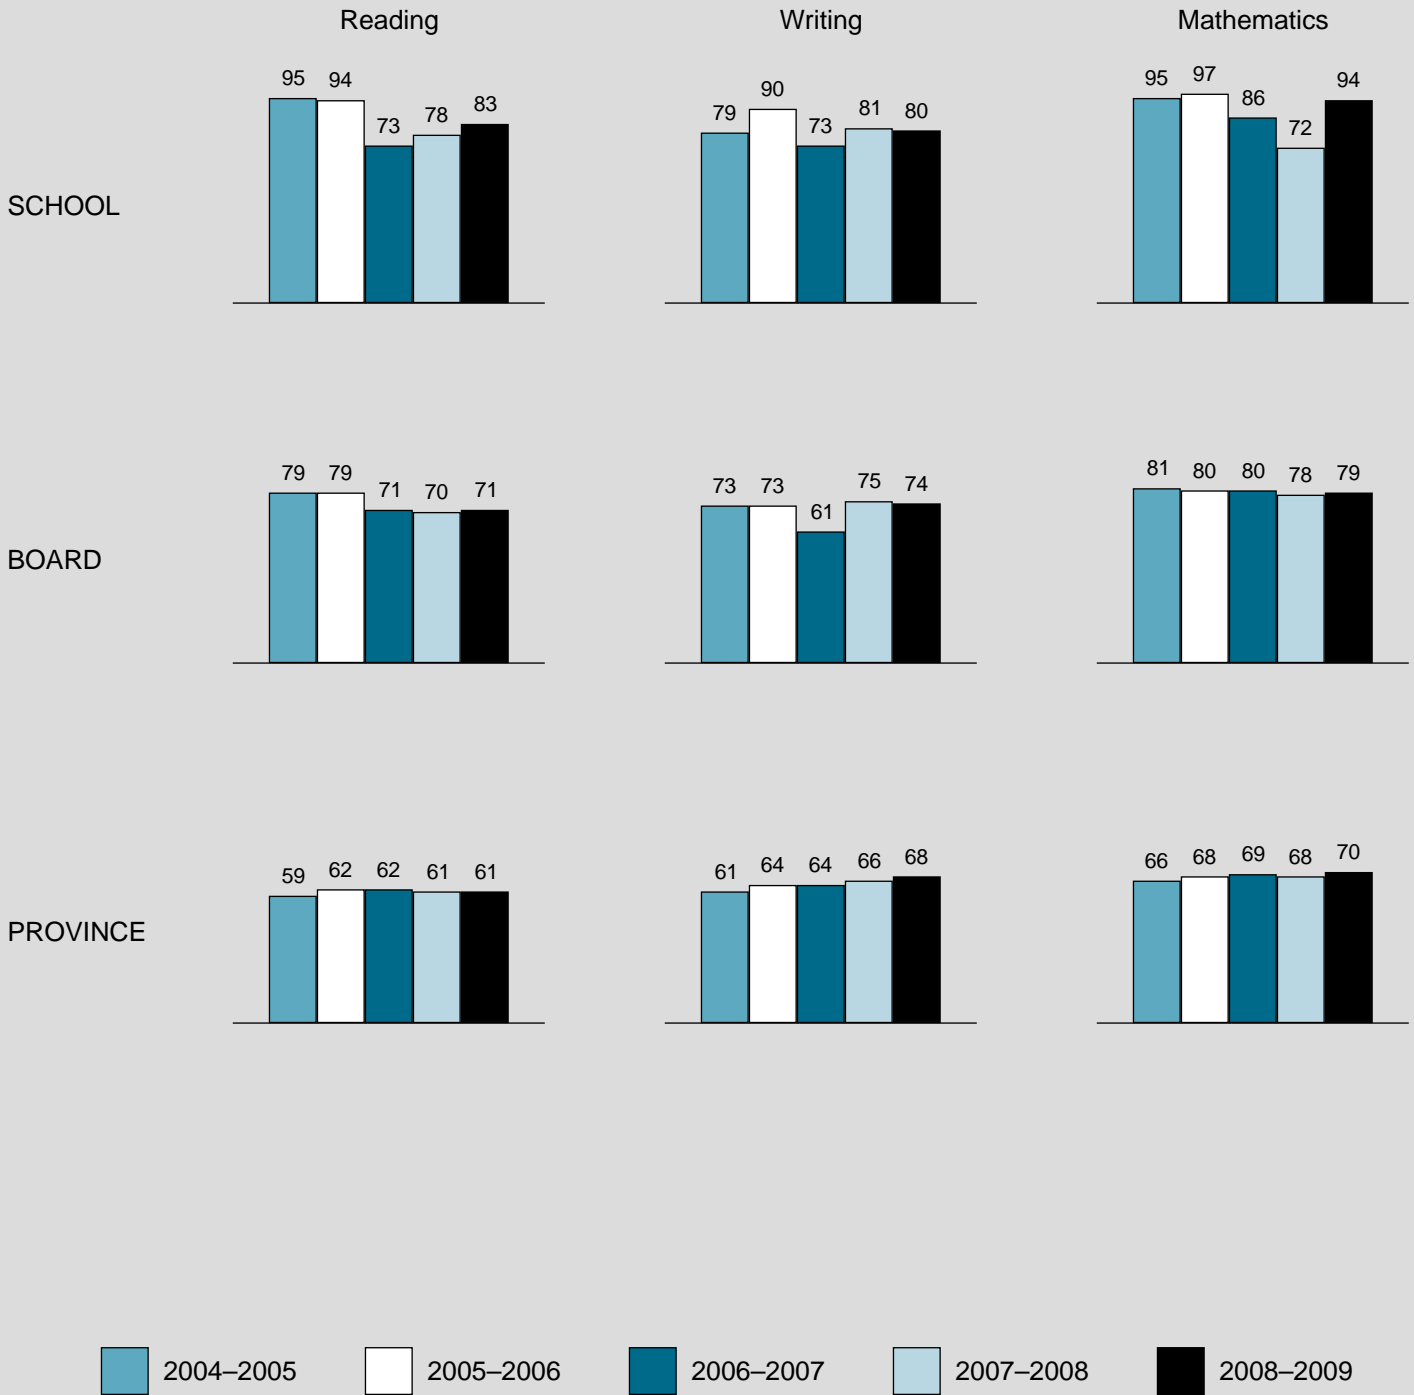 Reading Writing Mathematics
95 94 73 78 83
79 90 73 81 80
95 97 86 72 94
SCHOOL
79 79 71 70 71
73 73 61 75 74
81 80 80 78 79
BOARD
59 62 62 61 61
61 64 64 66 68
66 68 69 68 70
PROVINCE
2004–2005 2005–2006 2006–2007 2007–2008 2008–2009